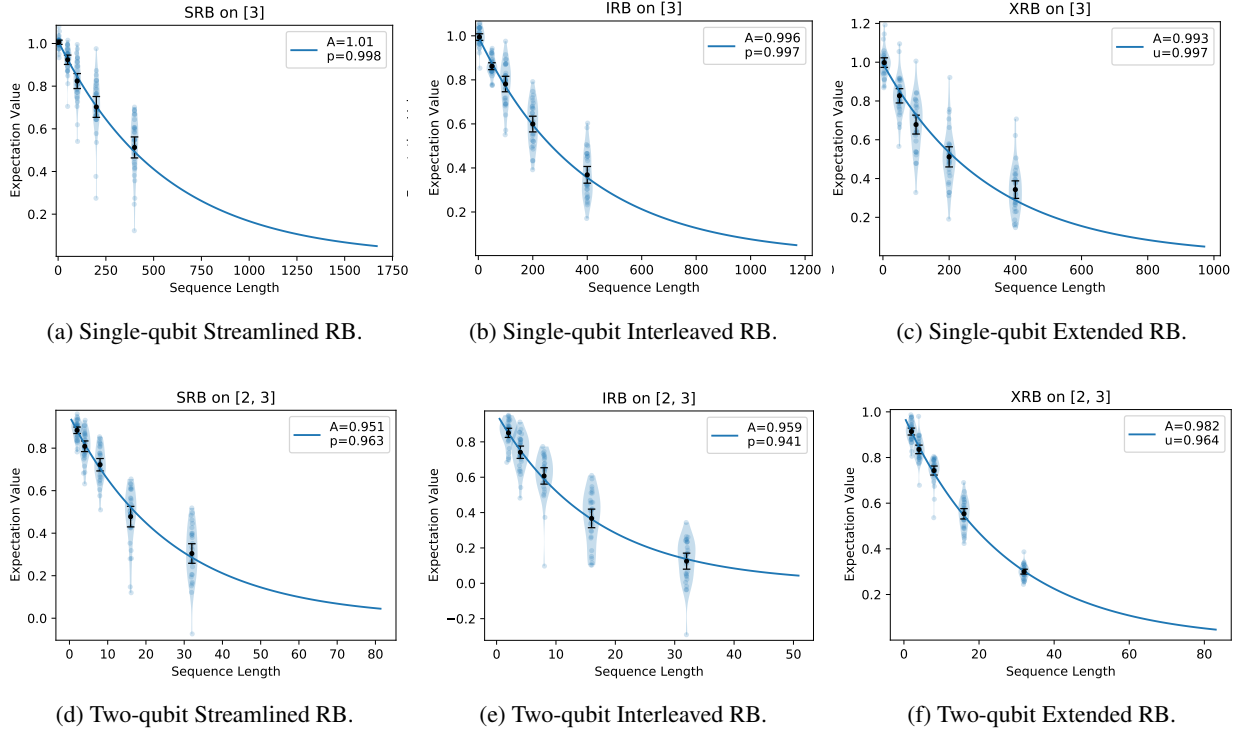 SRB on [3]
A=1.01
p=0.998
Expectation Value
1.0
0.8
0.6
0.4
0.2
0 250 500 750 1000 1250 1500 1750
Sequence Length
(a) Single-qubit Streamlined RB.
IRB on [3]
A=0.996
p=0.997
Expectation Value
1.0
0.8
0.6
0.4
0.2
0 200 400 600 800 1000 1200
Sequence Length
(b) Single-qubit Interleaved RB.
XRB on [3]
A=0.993
u=0.997
Expectation Value
1.2
1.0
0.8
0.6
0.4
0.2
0 200 400 600 800 1000
Sequence Length
(c) Single-qubit Extended RB.
SRB on [2, 3]
A=0.951
p=0.963
Expectation Value
0.8
0.6
0.4
0.2
0.0
0 10 20 30 40 50 60 70 80
Sequence Length
(d) Two-qubit Streamlined RB.
IRB on [2, 3]
A=0.959
p=0.941
Expectation Value
0.8
0.6
0.4
0.2
0.0
−0.2
0 10 20 30 40 50
Sequence Length
(e) Two-qubit Interleaved RB.
XRB on [2, 3]
A=0.982
u=0.964
Expectation Value
1.0
0.8
0.6
0.4
0.2
0 20 40 60 80
Sequence Length
(f) Two-qubit Extended RB.